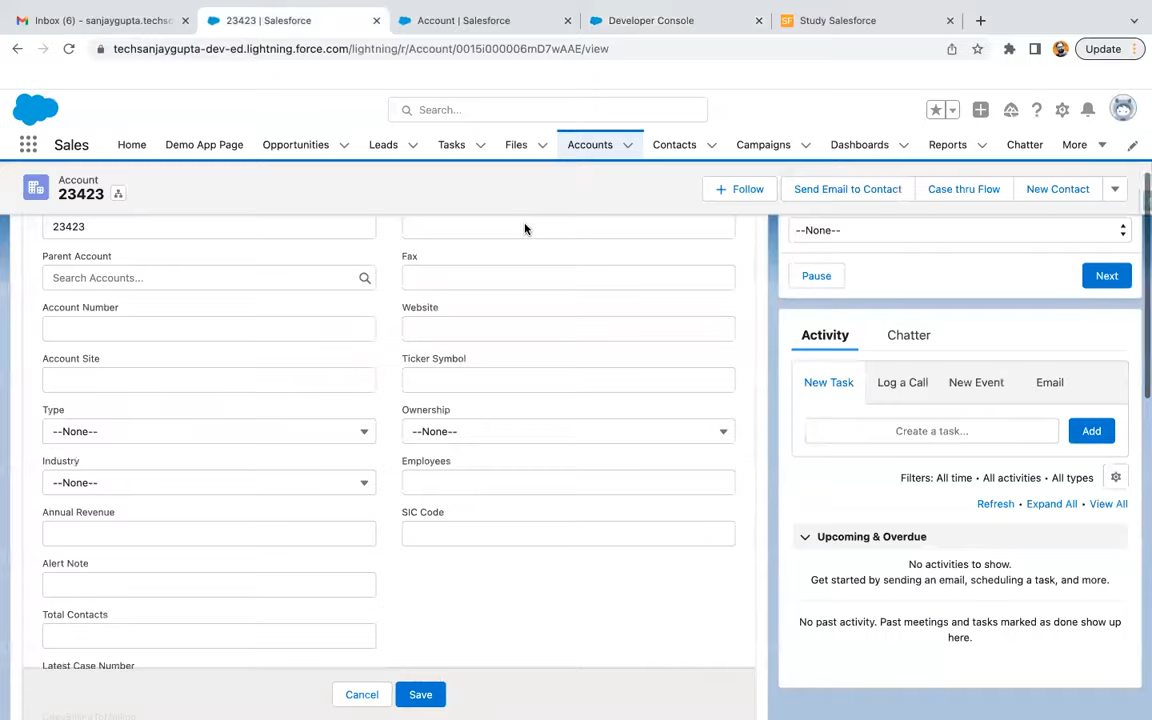 Inbox (6) - sanjaygupta.techsc
23423 | Salesforce
Account | Salesforce
Developer Console
SF Study Salesforce
techsanjaygupta-dev-ed.lightning.force.com/lightning/r/Account/0015i000006mD7wAAE/view
Update
Search...
Sales
Home
Demo App Page
Opportunities
Leads
Tasks
Files
Accounts
Contacts
Campaigns
Dashboards
Reports
Chatter
More
Account
23423
+ Follow
Send Email to Contact
Case thru Flow
New Contact
23423
Parent Account
Search Accounts...
Account Number
Account Site
Type
--None--
Industry
--None--
Annual Revenue
Alert Note
Total Contacts
Latest Case Number
Fax
Website
Ticker Symbol
Ownership
--None--
Employees
SIC Code
Cancel
Save
--None--
Pause
Next
Activity
Chatter
New Task
Log a Call
New Event
Email
Create a task...
Add
Filters: All time • All activities • All types
Refresh • Expand All • View All
Upcoming & Overdue
No activities to show.
Get started by sending an email, scheduling a task, and more.
No past activity. Past meetings and tasks marked as done show up
here.